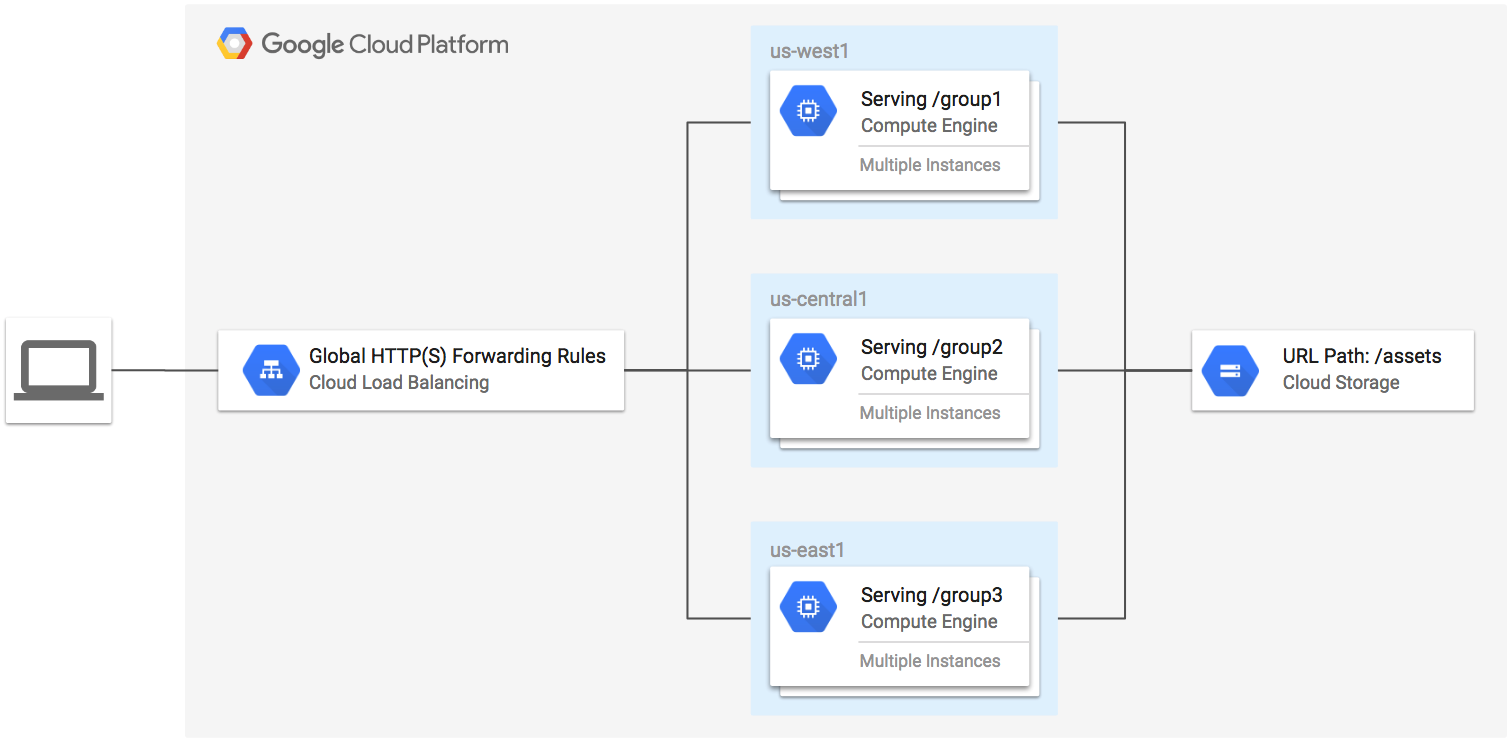 Google Cloud Platform
us-west1
Serving /group1
Compute Engine
Multiple Instances
us-central1
Serving /group2
Compute Engine
Multiple Instances
us-east1
Serving /group3
Compute Engine
Multiple Instances
Global HTTP(S) Forwarding Rules
Cloud Load Balancing
URL Path: /assets
Cloud Storage